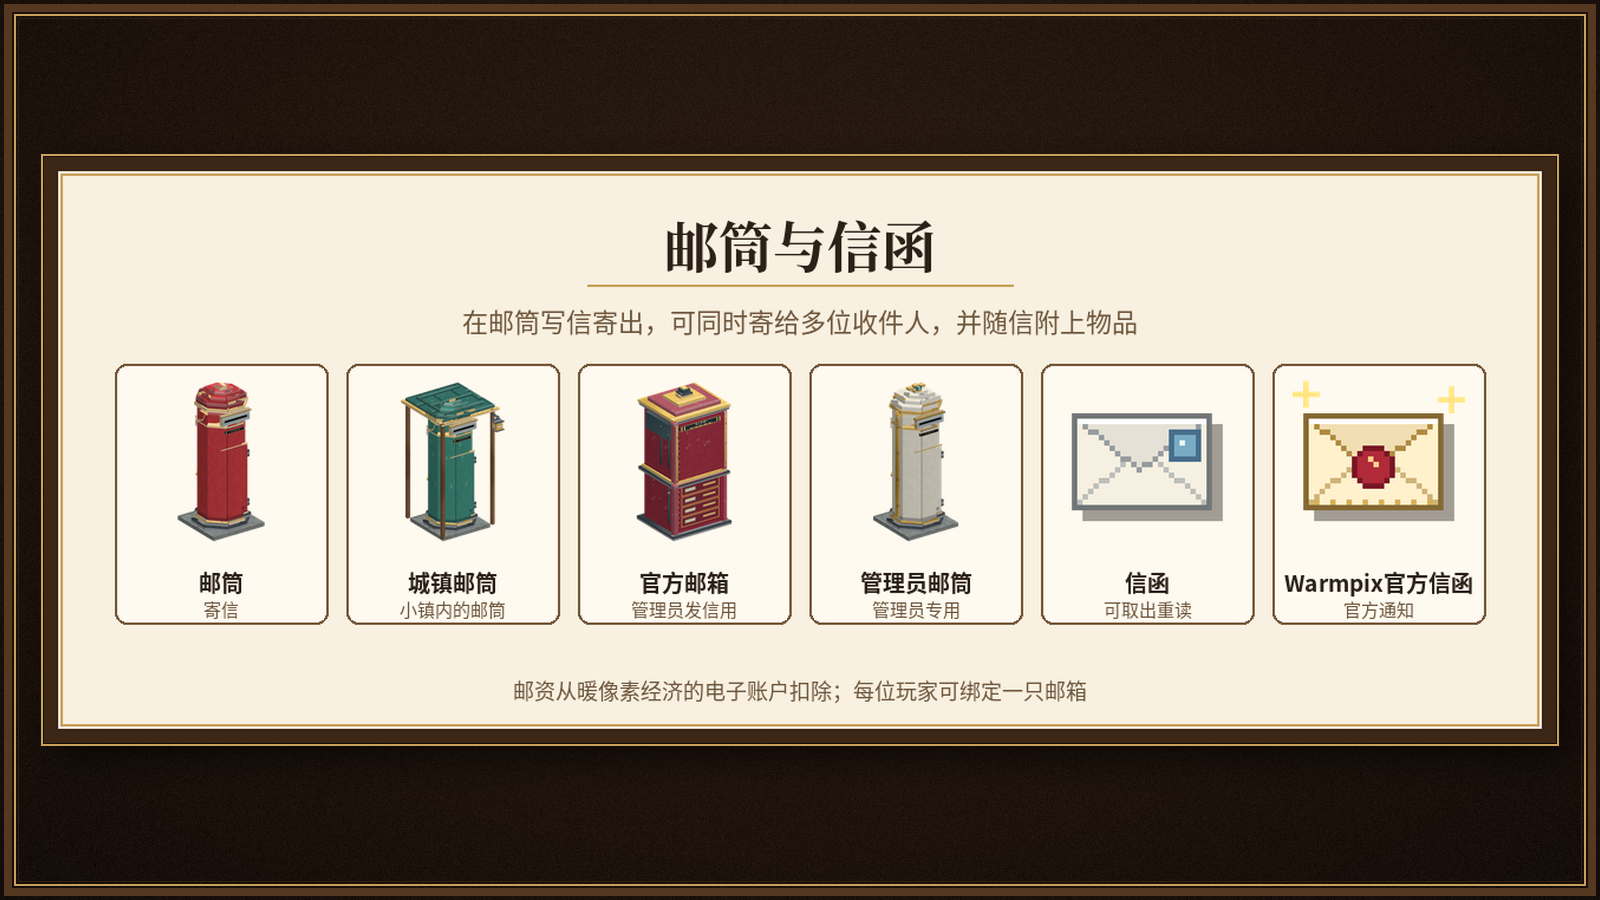 邮筒与信函
在邮筒写信寄出，可同时寄给多位收件人，并随信附上物品
邮筒
寄信
城镇邮筒
小镇内的邮筒
官方邮箱
管理员发信用
管理员邮筒
管理员专用
信函
可取出重读
Warmpix官方信函
官方通知
邮资从暖像素经济的电子账户扣除；每位玩家可绑定一只邮箱